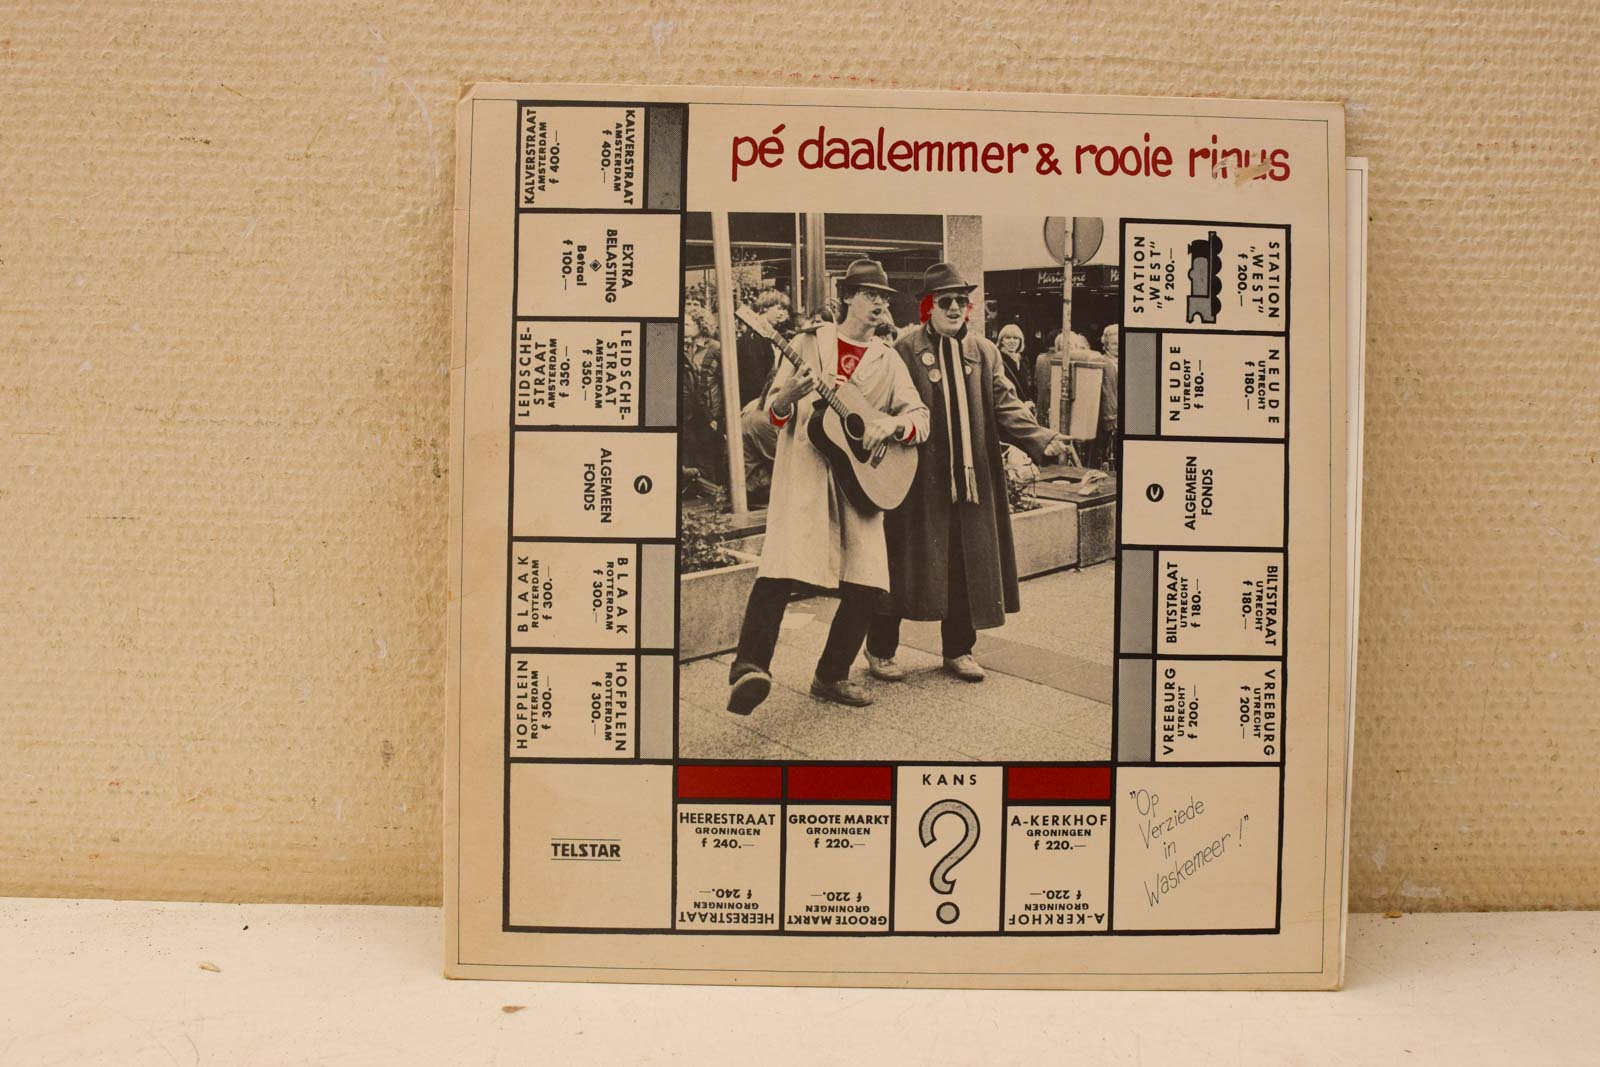 pé daalemmer & rooie rinus
KALVERSTRAAT
AMSTERDAM
f 400.—
KALVERSTRAAT
AMSTERDAM
f 400.—
EXTRA
BELASTING
Betaal
f 100.—
LEIDSCHE-
STRAAT
AMSTERDAM
f 350.—
LEIDSCHE-
STRAAT
AMSTERDAM
f 350.—
ALGEMEEN
FONDS
BLAAK
ROTTERDAM
f 300.—
BLAAK
ROTTERDAM
f 300.—
HOFPLEIN
ROTTERDAM
f 300.—
HOFPLEIN
ROTTERDAM
f 300.—
TELSTAR
HEERESTRAAT
GRONINGEN
f 240.—
HEERESTRAAT
GRONINGEN
f 240.—
GROOTE MARKT
GRONINGEN
f 220.—
GROOTE MARKT
GRONINGEN
f 220.—
KANS
?
A-KERKHOF
GRONINGEN
f 220.—
A-KERKHOF
GRONINGEN
f 220.—
"Op
Verziede
in
Waskemeer!"
STATION
„WEST"
f 200.—
STATION
„WEST"
f 200.—
NEUDE
UTRECHT
f 180.—
NEUDE
UTRECHT
f 180.—
ALGEMEEN
FONDS
BILTSTRAAT
UTRECHT
f 180.—
BILTSTRAAT
UTRECHT
f 180.—
VREEBURG
UTRECHT
f 200.—
VREEBURG
UTRECHT
f 200.—